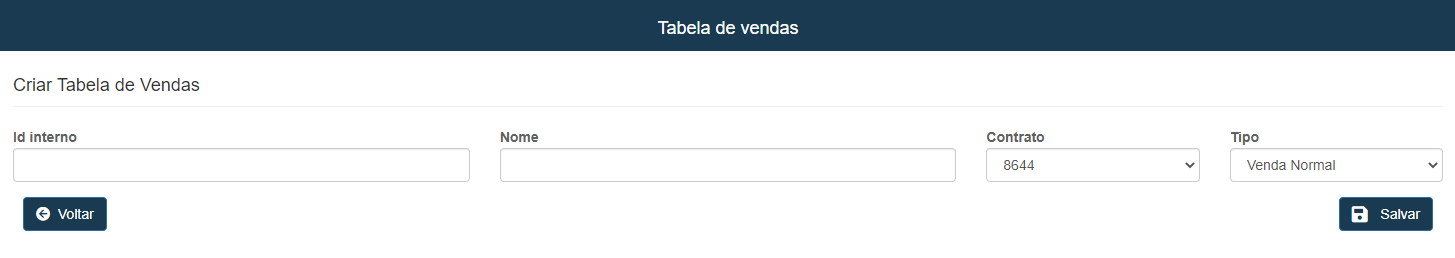 Tabela de vendas
Criar Tabela de Vendas
Id interno Nome Contrato Tipo
8644 Venda Normal
Voltar Salvar